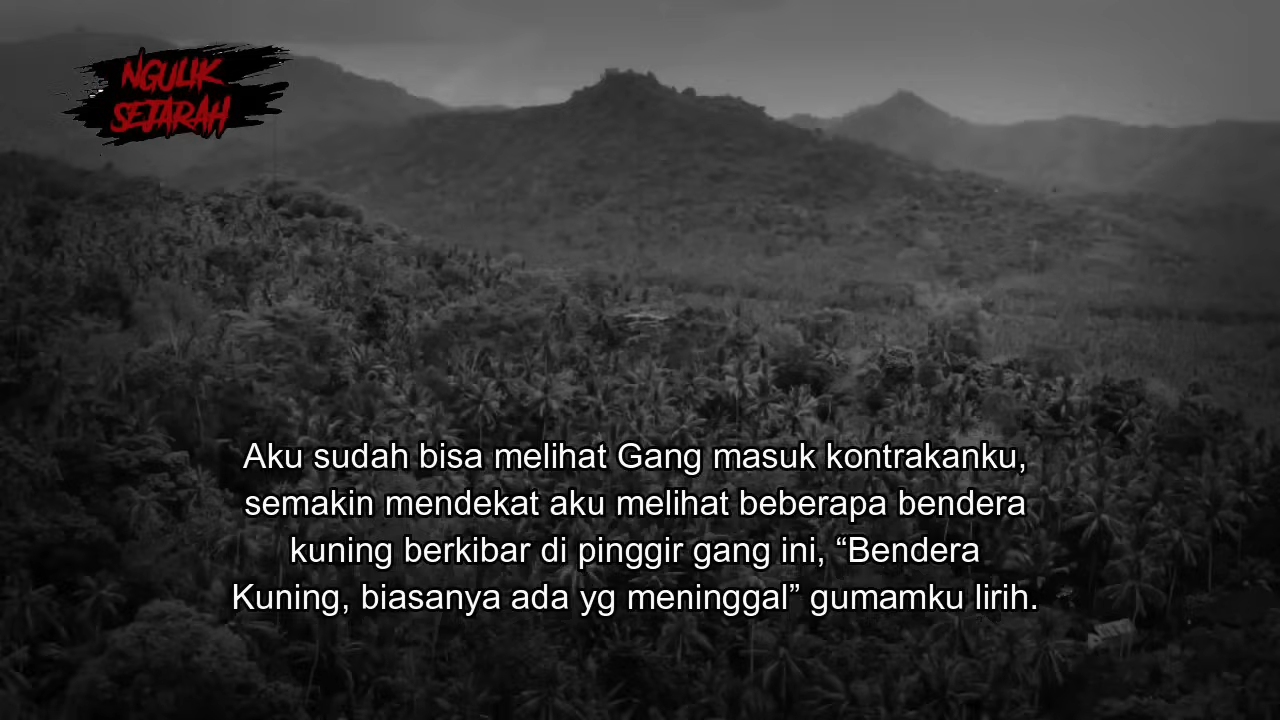 NGULIK
SEJARAH
Aku sudah bisa melihat Gang masuk kontrakanku,
semakin mendekat aku melihat beberapa bendera
kuning berkibar di pinggir gang ini, “Bendera
Kuning, biasanya ada yg meninggal” gumamku lirih.